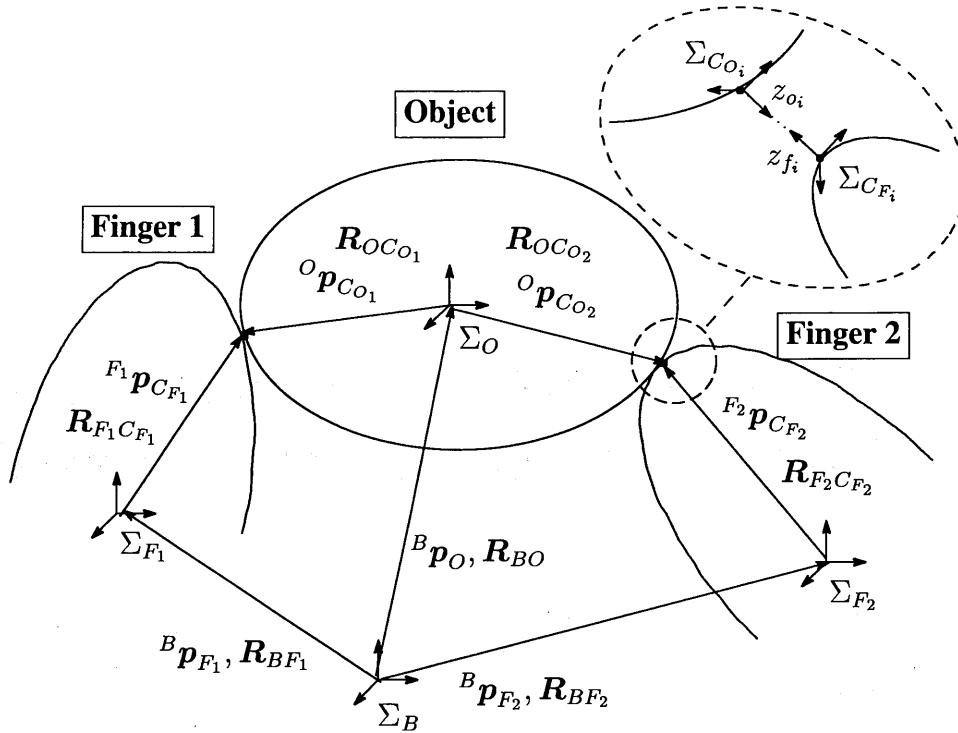 Σ_{C_{O_i}}
z_{o_i}
Object
z_{f_i}
Σ_{C_{F_i}}
Finger 1
R_{OC_{O_1}} R_{OC_{O_2}}
^O p_{C_{O_1}} ^O p_{C_{O_2}}
Σ_O
Finger 2
^{F_1} p_{C_{F_1}}
R_{F_1 C_{F_1}}
^{F_2} p_{C_{F_2}}
R_{F_2 C_{F_2}}
Σ_{F_1}
^B p_O, R_{BO}
Σ_{F_2}
^B p_{F_1}, R_{BF_1}
^B p_{F_2}, R_{BF_2}
Σ_B